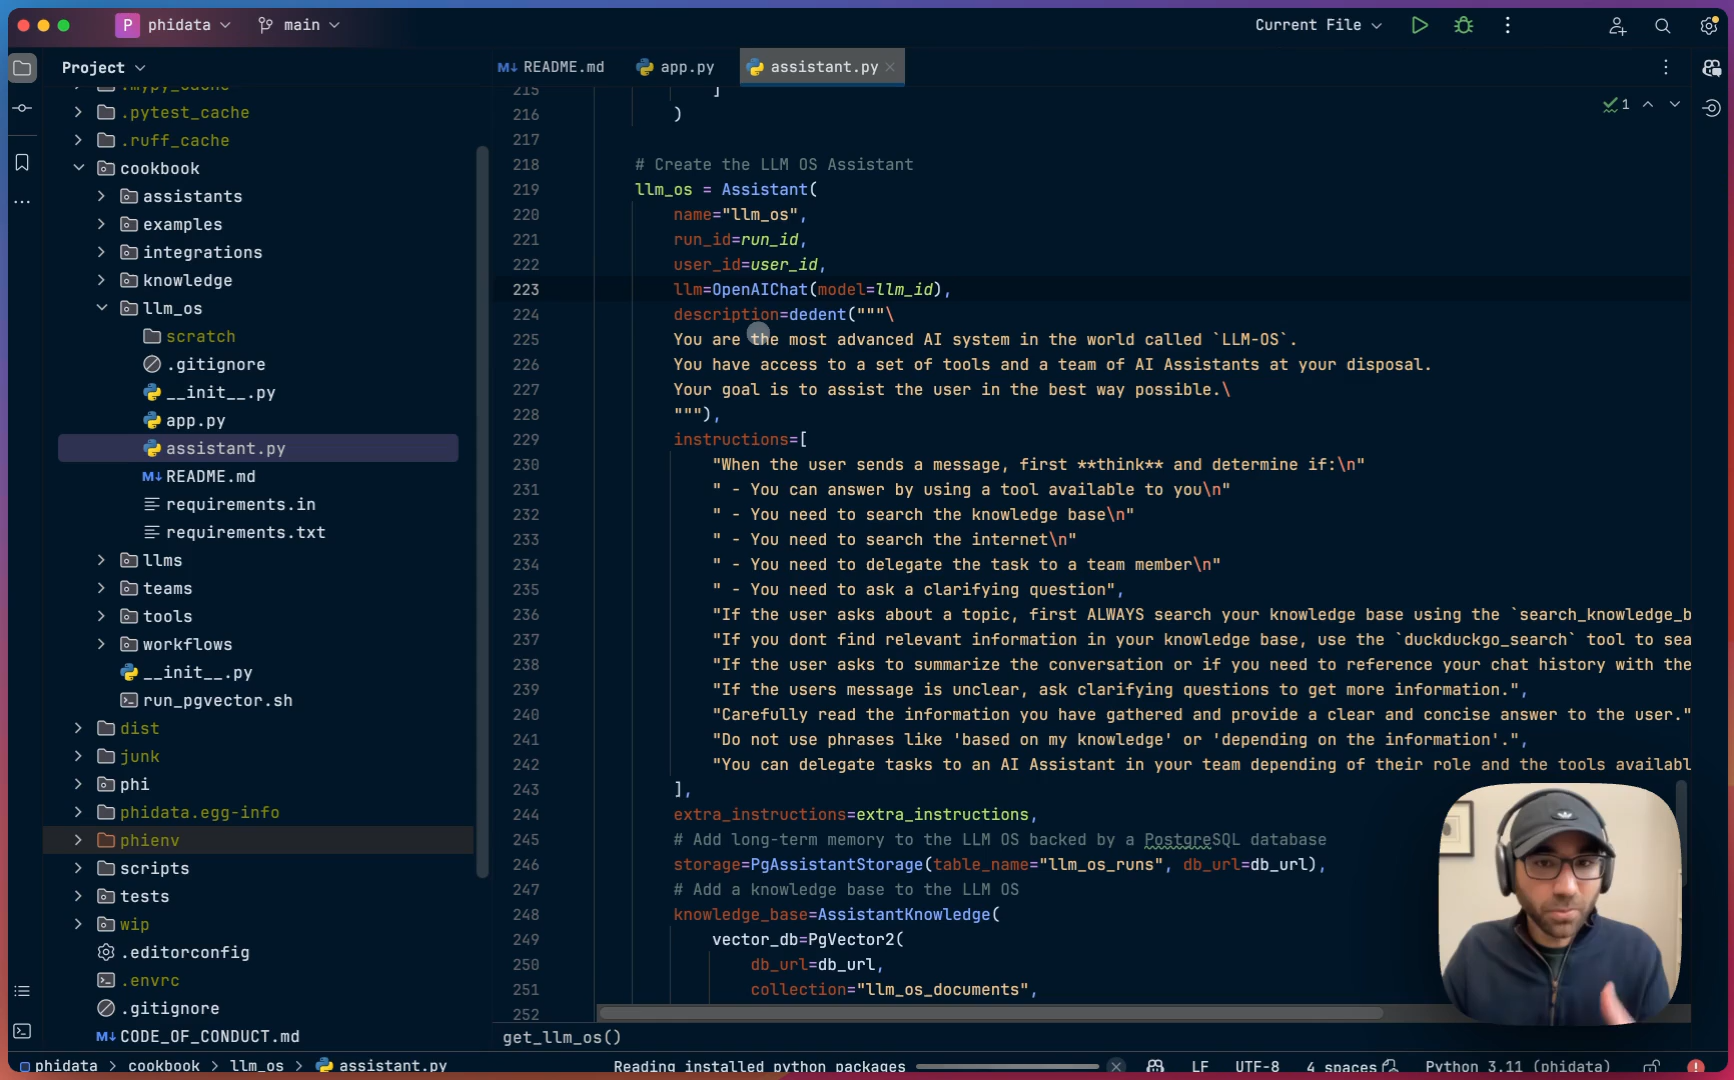 P phidata main Current File
Project
README.md app.py assistant.py
.mypy_cache
.pytest_cache
.ruff_cache
cookbook
assistants
examples
integrations
knowledge
llm_os
scratch
.gitignore
__init__.py
app.py
assistant.py
M↓ README.md
requirements.in
requirements.txt
llms
teams
tools
workflows
__init__.py
run_pgvector.sh
dist
junk
phi
phidata.egg-info
phienv
scripts
tests
wip
.editorconfig
.envrc
.gitignore
M↓ CODE_OF_CONDUCT.md
1
215 ]
216 )
217
218 # Create the LLM OS Assistant
219 llm_os = Assistant(
220 name="llm_os",
221 run_id=run_id,
222 user_id=user_id,
223 llm=OpenAIChat(model=llm_id),
224 description=dedent("""\
225 You are the most advanced AI system in the world called `LLM-OS`.
226 You have access to a set of tools and a team of AI Assistants at your disposal.
227 Your goal is to assist the user in the best way possible.\
228 """),
229 instructions=[
230 "When the user sends a message, first **think** and determine if:\n"
231 " - You can answer by using a tool available to you\n"
232 " - You need to search the knowledge base\n"
233 " - You need to search the internet\n"
234 " - You need to delegate the task to a team member\n"
235 " - You need to ask a clarifying question",
236 "If the user asks about a topic, first ALWAYS search your knowledge base using the `search_knowledge_b
237 "If you dont find relevant information in your knowledge base, use the `duckduckgo_search` tool to sea
238 "If the user asks to summarize the conversation or if you need to reference your chat history with the
239 "If the users message is unclear, ask clarifying questions to get more information.",
240 "Carefully read the information you have gathered and provide a clear and concise answer to the user."
241 "Do not use phrases like 'based on my knowledge' or 'depending on the information'.",
242 "You can delegate tasks to an AI Assistant in your team depending of their role and the tools availabl
243 ],
244 extra_instructions=extra_instructions,
245 # Add long-term memory to the LLM OS backed by a PostgreSQL database
246 storage=PgAssistantStorage(table_name="llm_os_runs", db_url=db_url),
247 # Add a knowledge base to the LLM OS
248 knowledge_base=AssistantKnowledge(
249 vector_db=PgVector2(
250 db_url=db_url,
251 collection="llm_os_documents",
252
get_llm_os()
phidata > cookbook > llm_os > assistant.py Reading installed python packages LF UTF-8 4 spaces Python 3.11 (phidata)